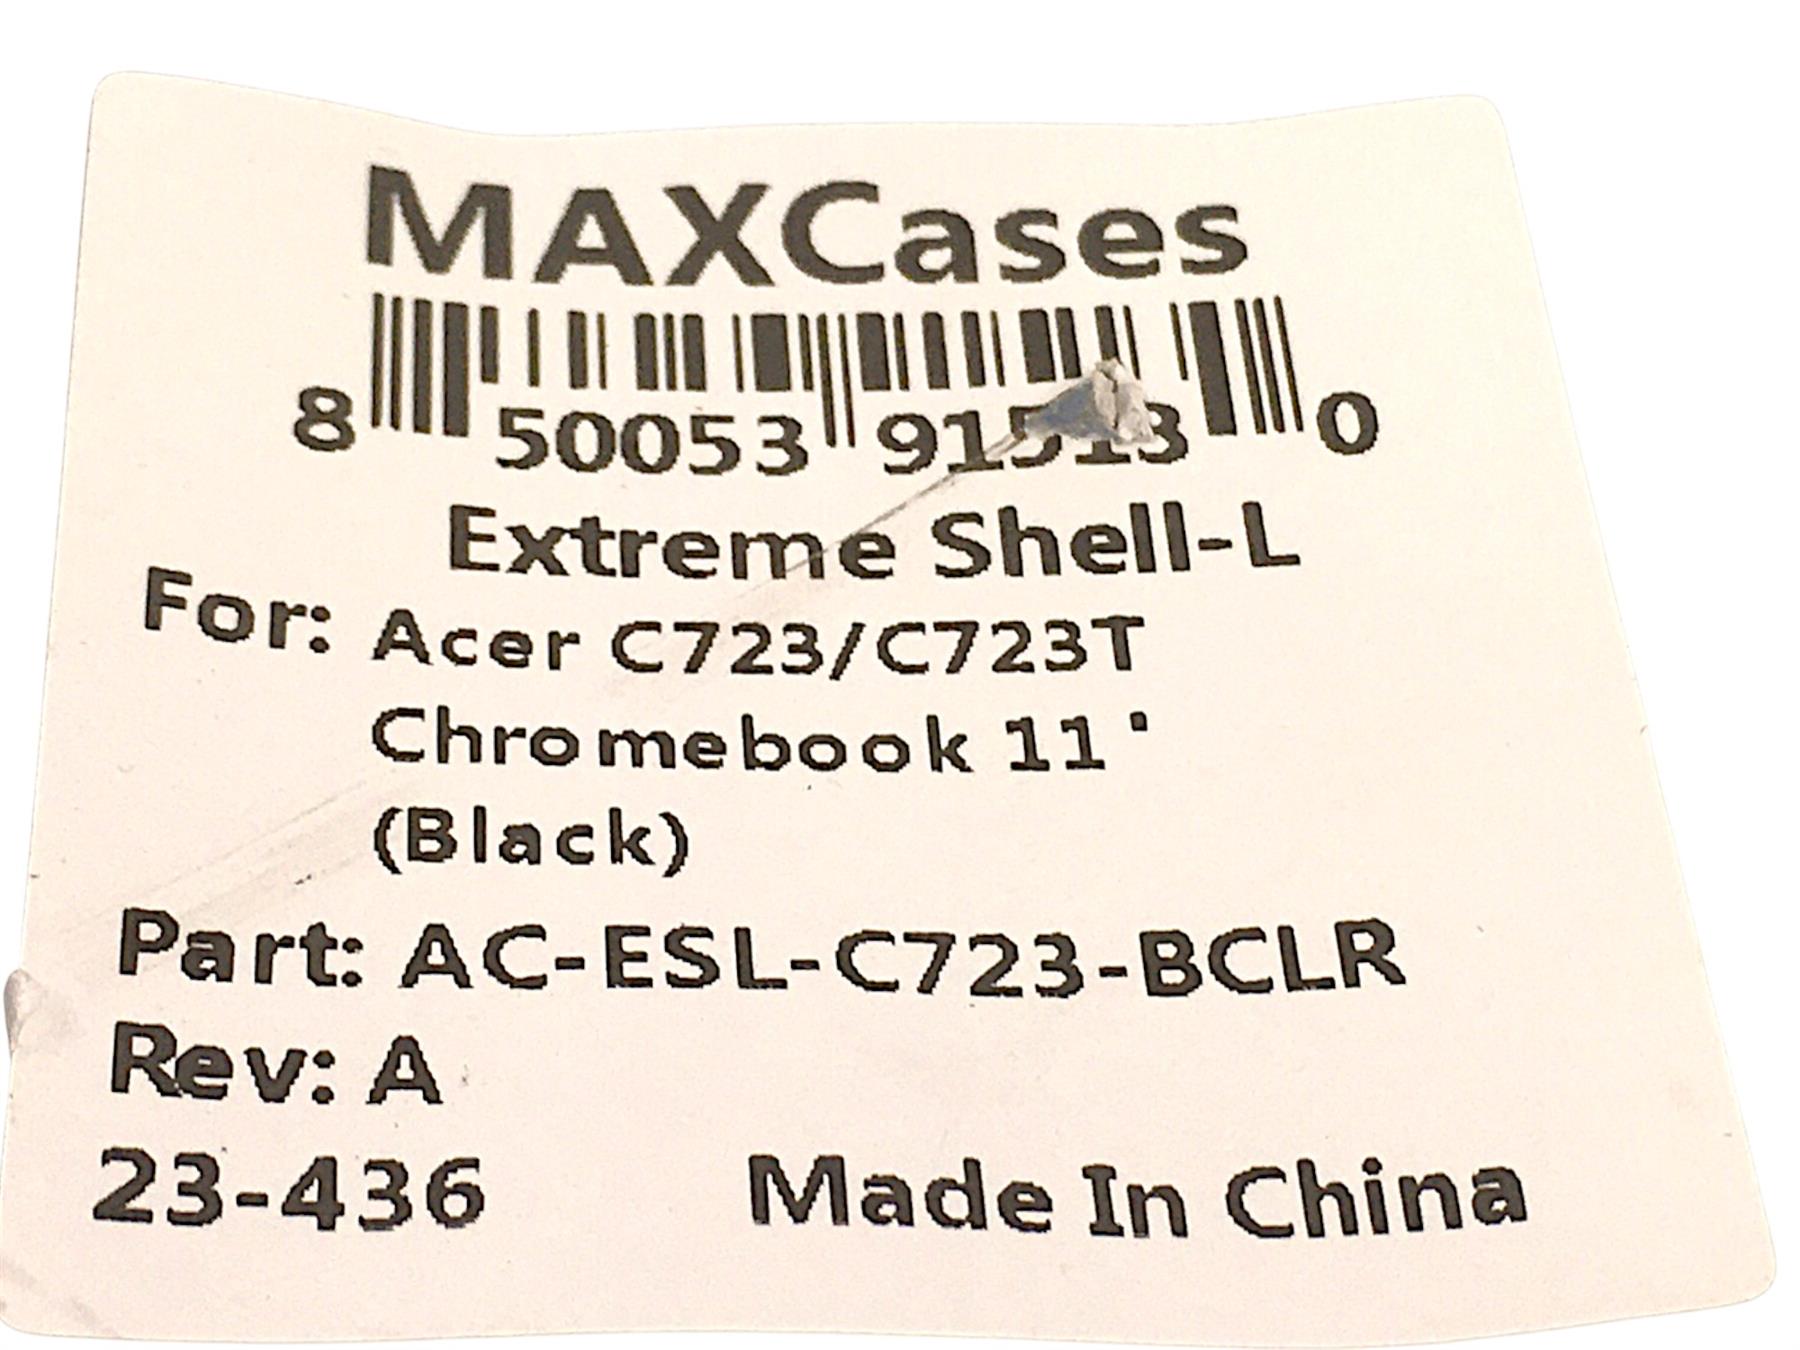 MAXCases
8 50053 91513 0
Extreme Shell-L
For: Acer C723/C723T
Chromebook 11"
(Black)
Part: AC-ESL-C723-BCLR
Rev: A
23-436 Made In China